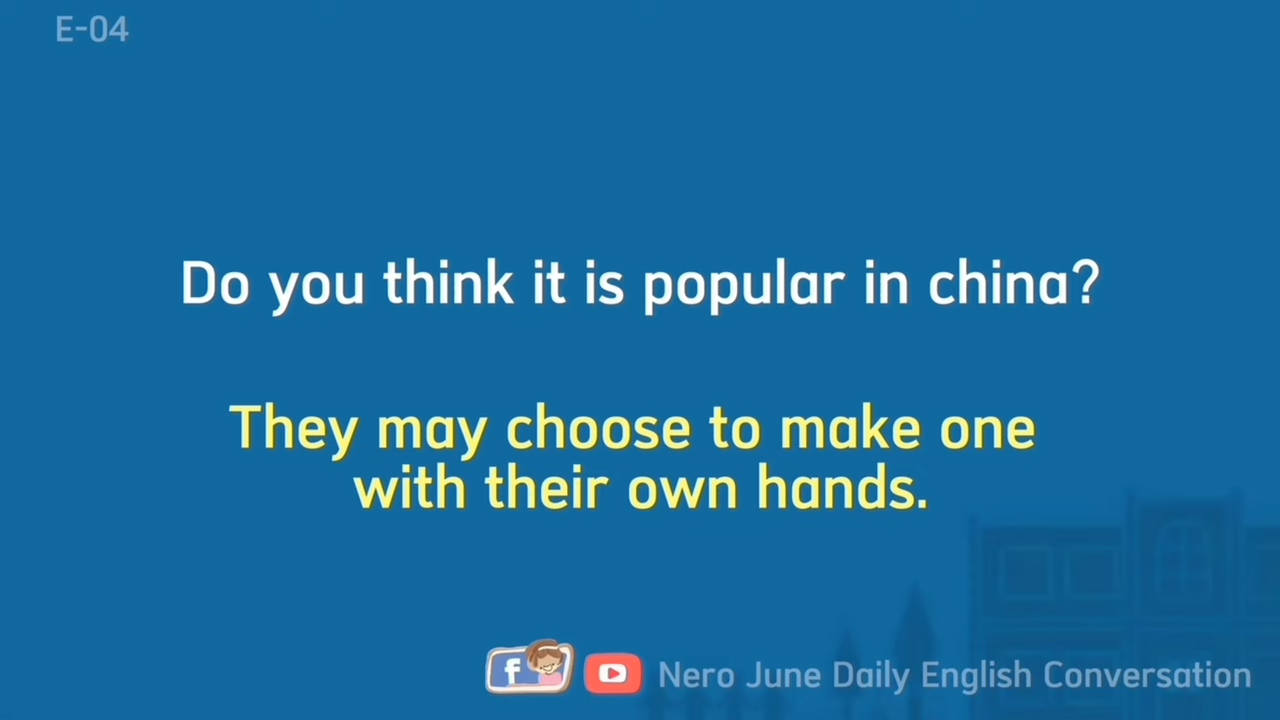 E-04
Do you think it is popular in china?
They may choose to make one
with their own hands.
f
Nero June Daily English Conversation